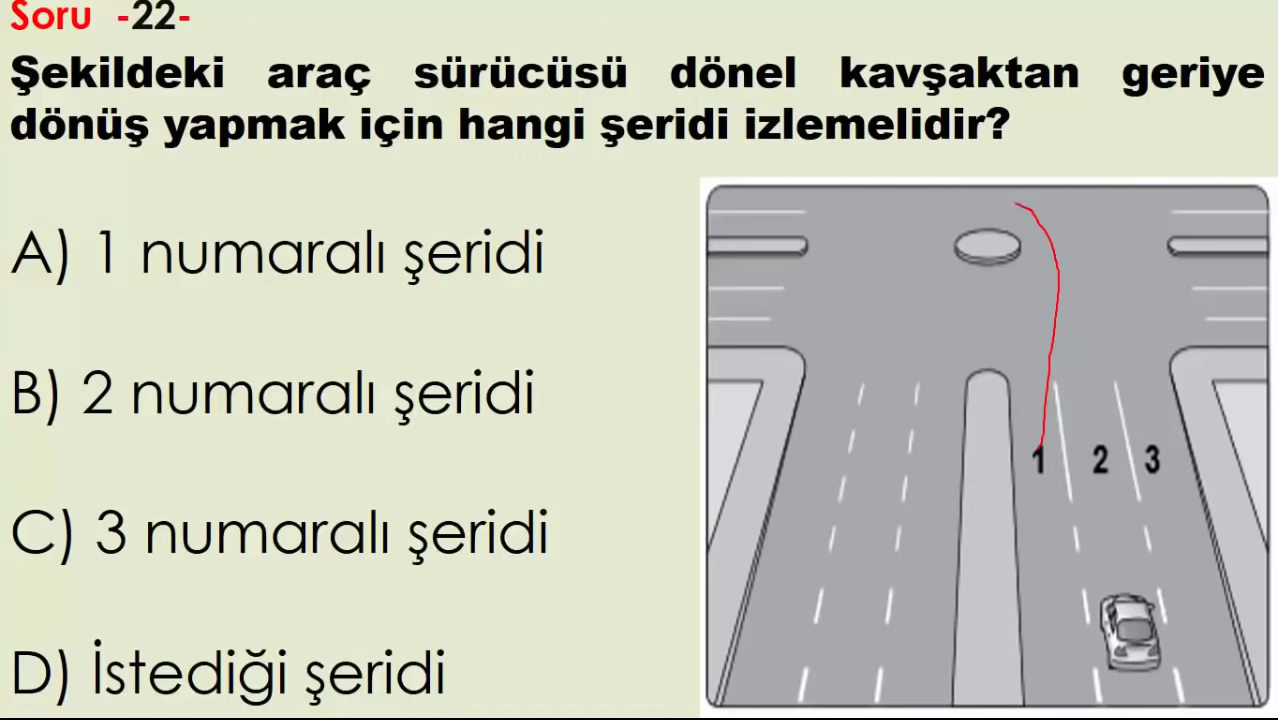 Soru -22-
Şekildeki araç sürücüsü dönel kavşaktan geriye
dönüş yapmak için hangi şeridi izlemelidir?
A) 1 numaralı şeridi
B) 2 numaralı şeridi
C) 3 numaralı şeridi
D) İstediği şeridi
1 2 3